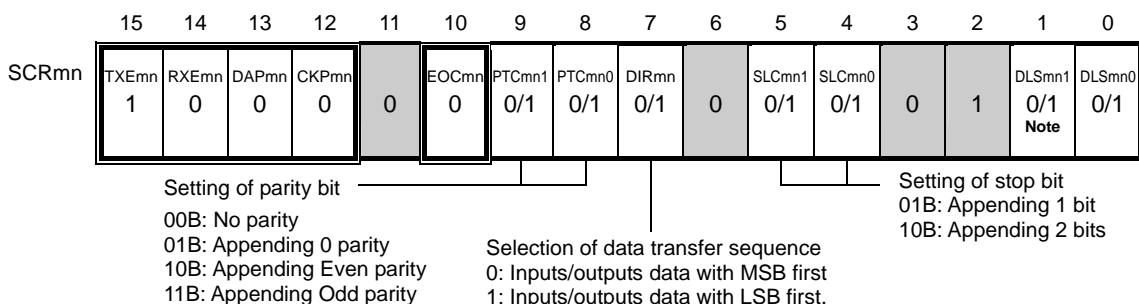 15 14 13 12 11 10 9 8 7 6 5 4 3 2 1 0
SCRmn TXEmn RXEmn DAPmn CKPmn EOCmn PTCmn1 PTCmn0 DIRmn SLCmn1 SLCmn0 DLSmn1 DLSmn0
1 0 0 0 0 0 0/1 0/1 0/1 0 0/1 0/1 0 1 0/1 0/1
Note
Setting of parity bit
00B: No parity
01B: Appending 0 parity
10B: Appending Even parity
11B: Appending Odd parity
Selection of data transfer sequence
0: Inputs/outputs data with MSB first
1: Inputs/outputs data with LSB first.
Setting of stop bit
01B: Appending 1 bit
10B: Appending 2 bits